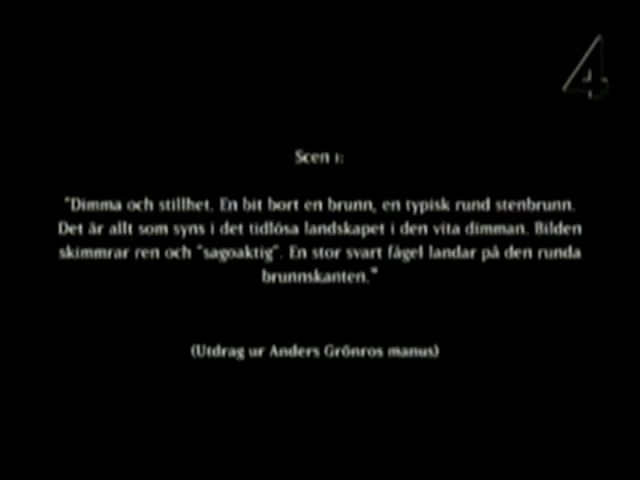 4
Scen 1:
"Dimma och stillhet. En bit bort en brunn, en typisk rund stenbrunn.
Det är allt som syns i det tidlösa landskapet i den vita dimman. Bilden
skimmrar ren och "sagoaktig". En stor svart fågel landar på den runda
brunnskanten."
(Utdrag ur Anders Grönros manus)